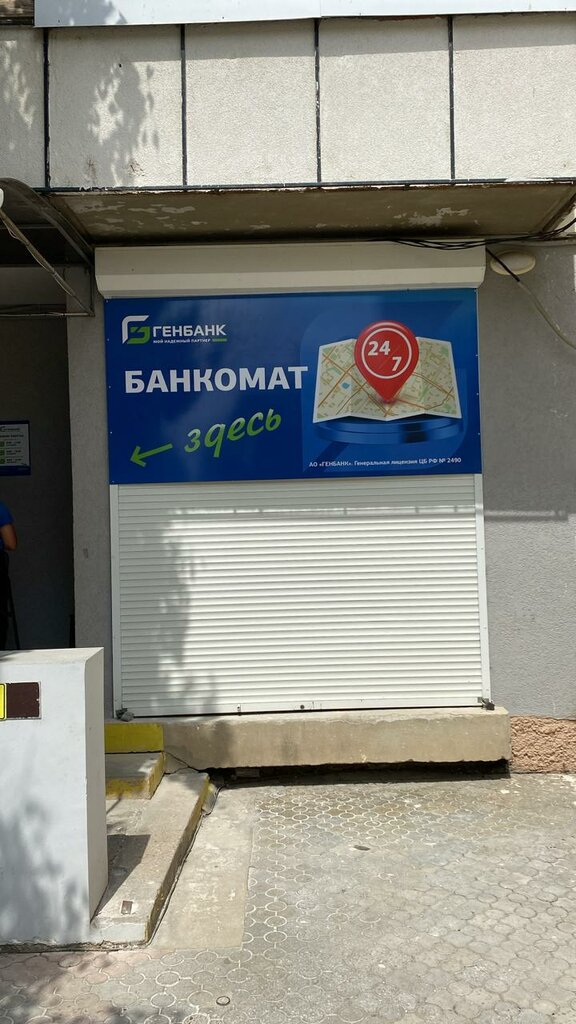 ГЕНБАНК
МОЙ НАДЕЖНЫЙ ПАРТНЕР
БАНКОМАТ
здесь
24
7
АО «ГЕНБАНК». Генеральная лицензия ЦБ РФ № 2490